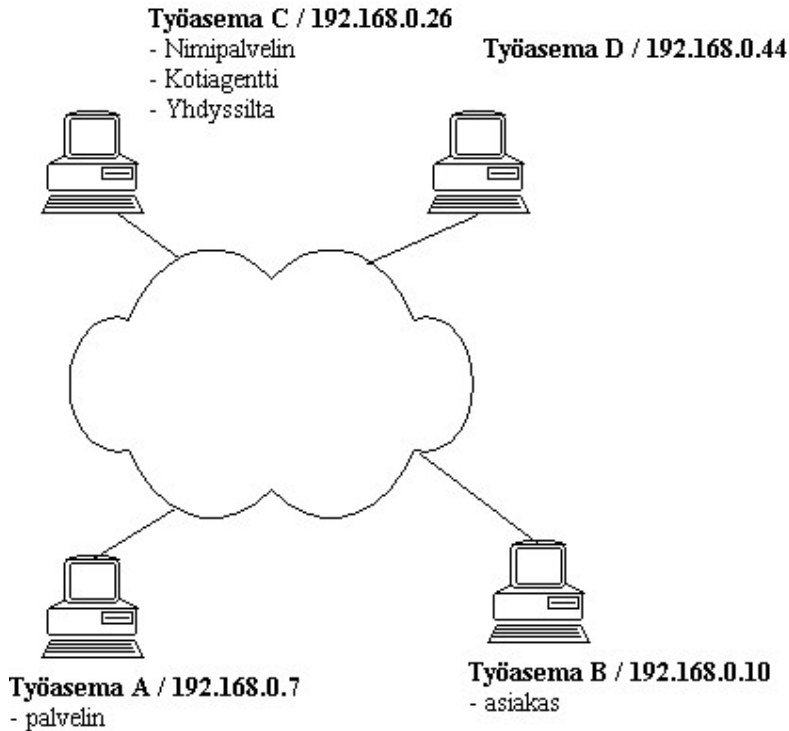 Työasema C / 192.168.0.26
- Nimipalvelin
- Kotiagentti
- Yhdyssilta
Työasema D / 192.168.0.44
Työasema A / 192.168.0.7
- palvelin
Työasema B / 192.168.0.10
- asiakas